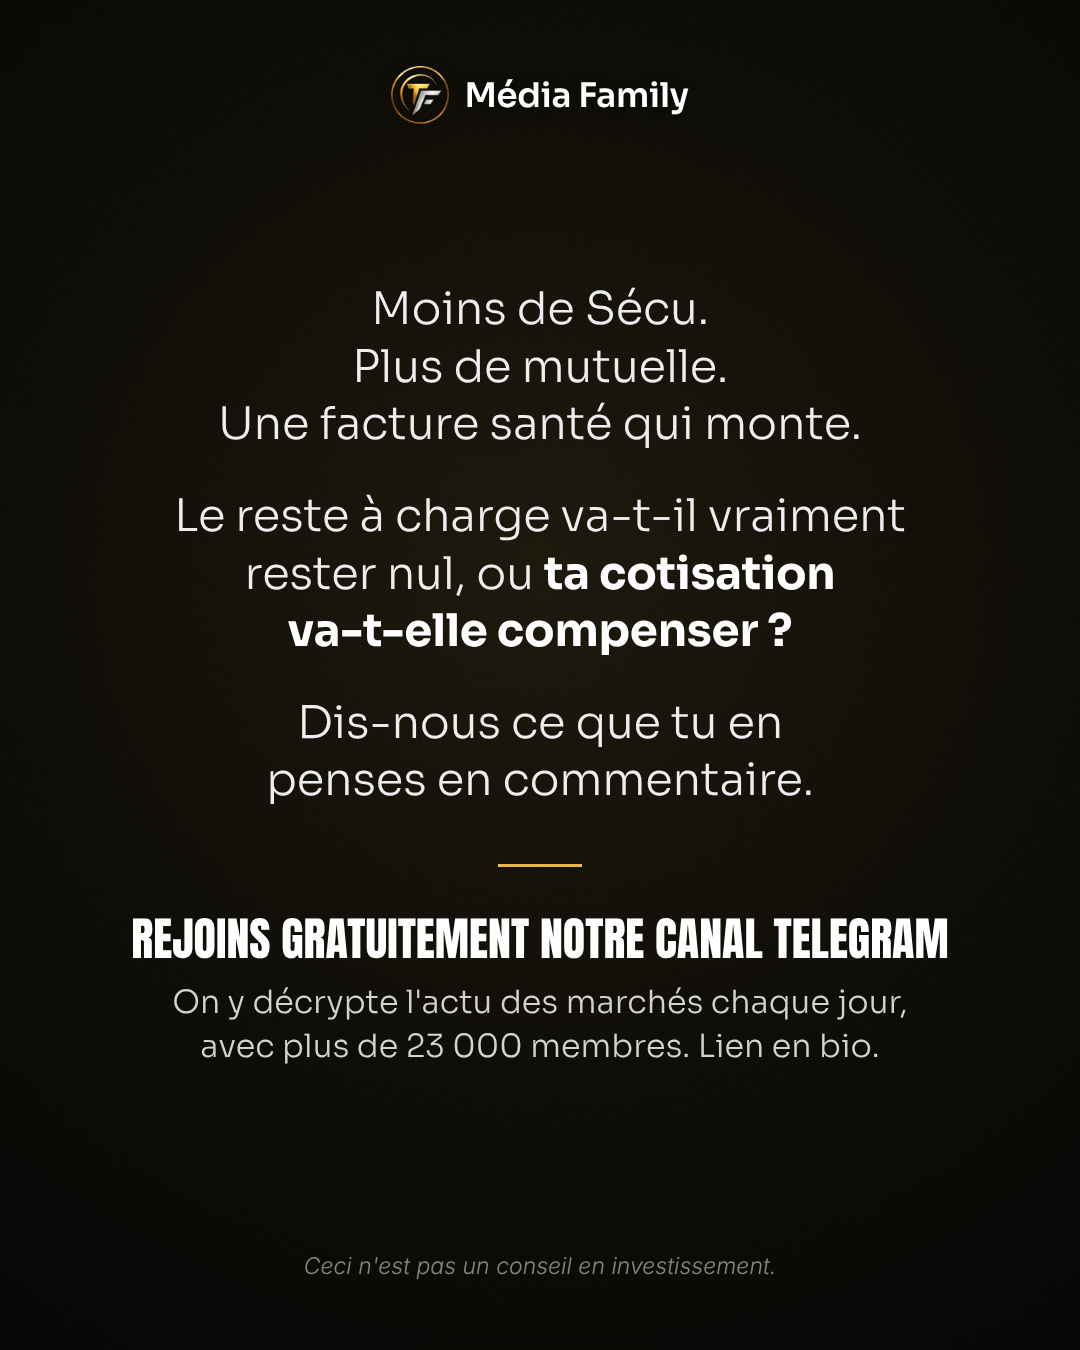 TF Média Family
Moins de Sécu.
Plus de mutuelle.
Une facture santé qui monte.
Le reste à charge va-t-il vraiment
rester nul, ou ta cotisation
va-t-elle compenser ?
Dis-nous ce que tu en
penses en commentaire.
REJOINS GRATUITEMENT NOTRE CANAL TELEGRAM
On y décrypte l'actu des marchés chaque jour,
avec plus de 23 000 membres. Lien en bio.
Ceci n'est pas un conseil en investissement.